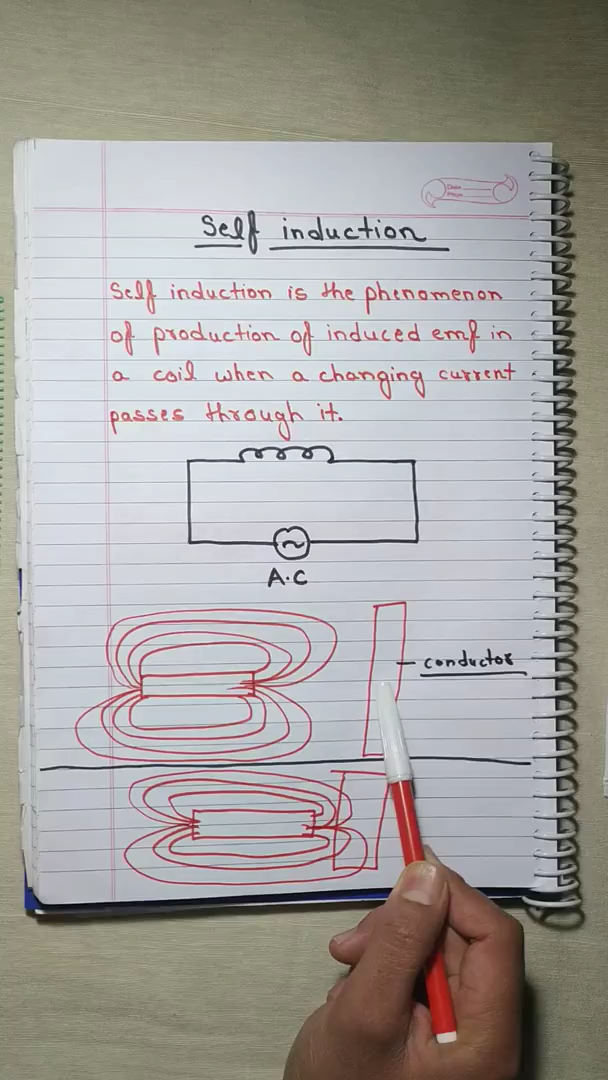 Self induction
Self induction is the phenomenon
of production of induced emf in
a coil when a changing current
passes through it.
A.C
conductor